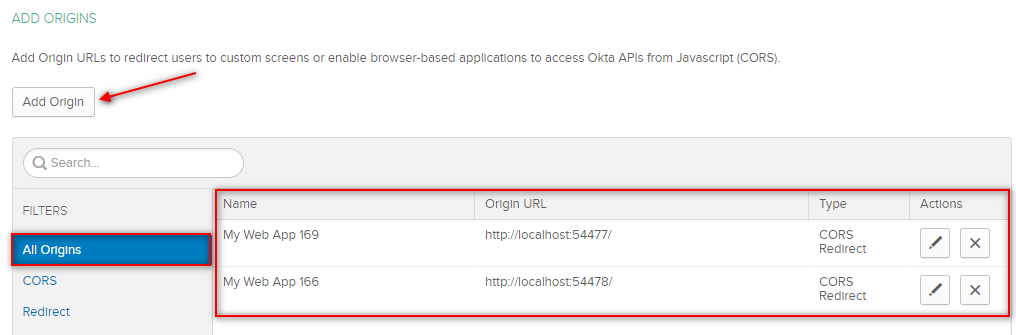 ADD ORIGINS
Add Origin URLs to redirect users to custom screens or enable browser-based applications to access Okta APIs from Javascript (CORS).
Add Origin
Search...
FILTERS
All Origins
CORS
Redirect
Name Origin URL Type Actions
My Web App 169 http://localhost:54477/ CORS
Redirect
My Web App 166 http://localhost:54478/ CORS
Redirect